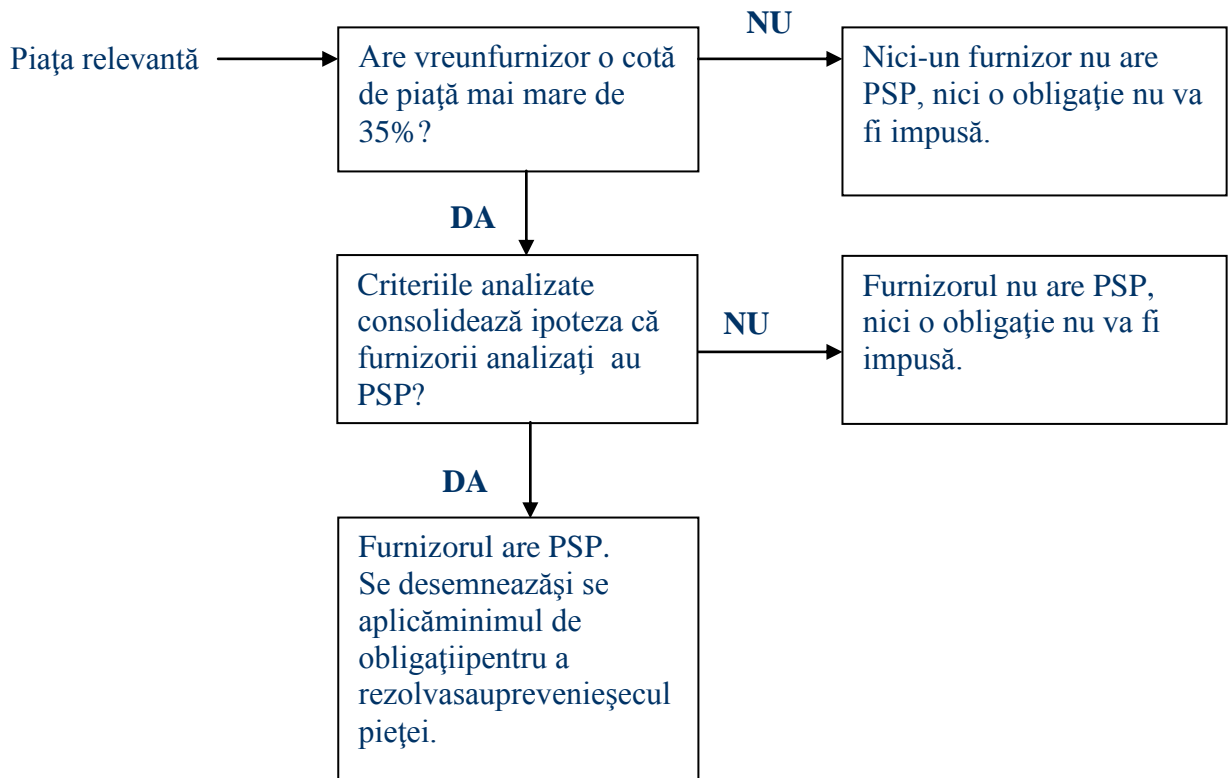 Piaţa relevantă
Are vreunfurnizor o cotă
de piaţă mai mare de
35%?
NU
Nici-un furnizor nu are
PSP, nici o obligaţie nu va
fi impusă.
DA
Criteriile analizate
consolidează ipoteza că
furnizorii analizaţi  au
PSP?
NU
Furnizorul nu are PSP,
nici o obligaţie nu va fi
impusă.
DA
Furnizorul are PSP.
Se desemneazăşi se
aplicăminimul de
obligaţiipentru a
rezolvasauprevenieşecul
pieţei.